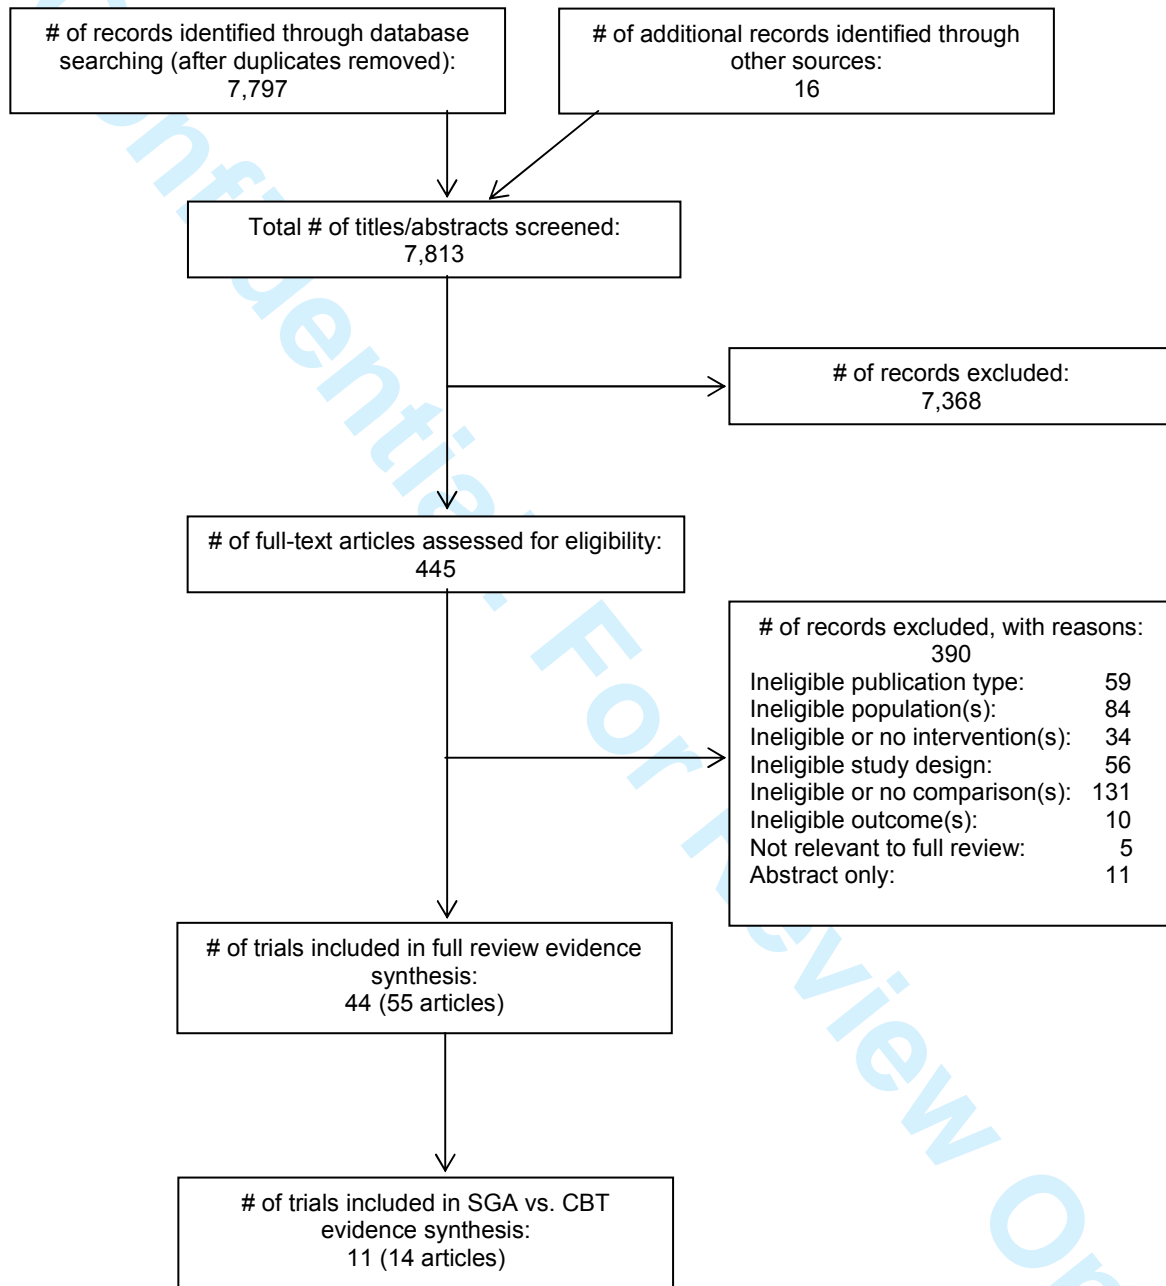 # of records identified through database
searching (after duplicates removed):
7,797
# of additional records identified through
other sources:
16
Total # of titles/abstracts screened:
7,813
# of records excluded:
7,368
# of full-text articles assessed for eligibility:
445
# of records excluded, with reasons:
390
Ineligible publication type: 59
Ineligible population(s): 84
Ineligible or no intervention(s): 34
Ineligible study design: 56
Ineligible or no comparison(s): 131
Ineligible outcome(s): 10
Not relevant to full review: 5
Abstract only: 11
# of trials included in full review evidence
synthesis:
44 (55 articles)
# of trials included in SGA vs. CBT
evidence synthesis:
11 (14 articles)
For Review